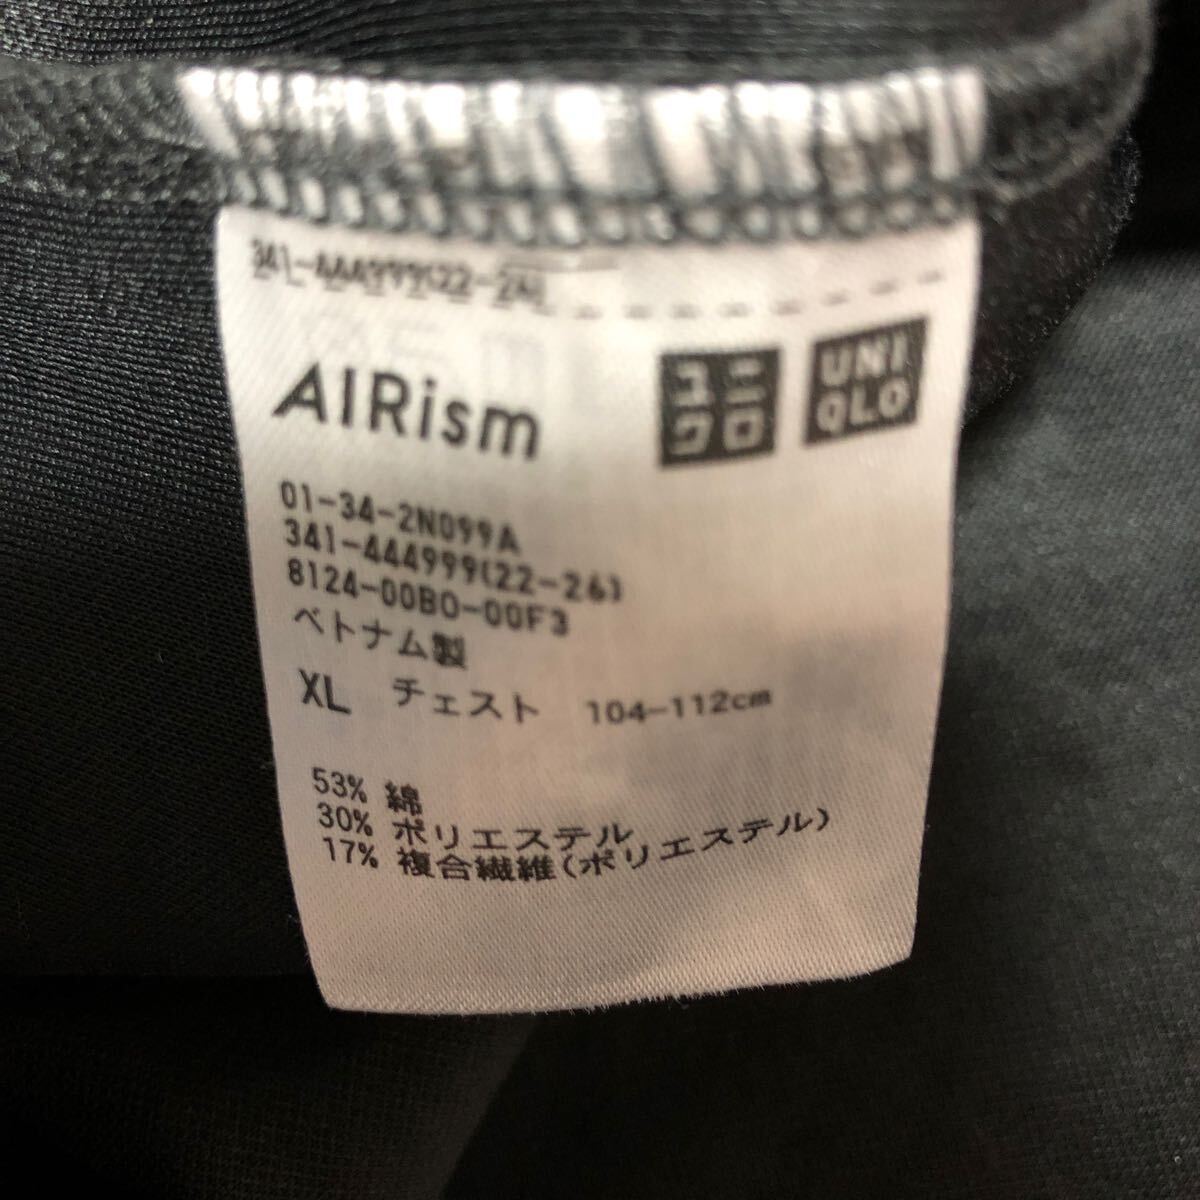 341-444999(22-26)
AIRism
ユニクロ
UNIQLO
01-34-2N099A
341-444999(22-26)
8124-00B0-00F3
ベトナム製
XL チェスト 104-112cm
53% 綿
30% ポリエステル
17% 複合繊維(ポリエステル)